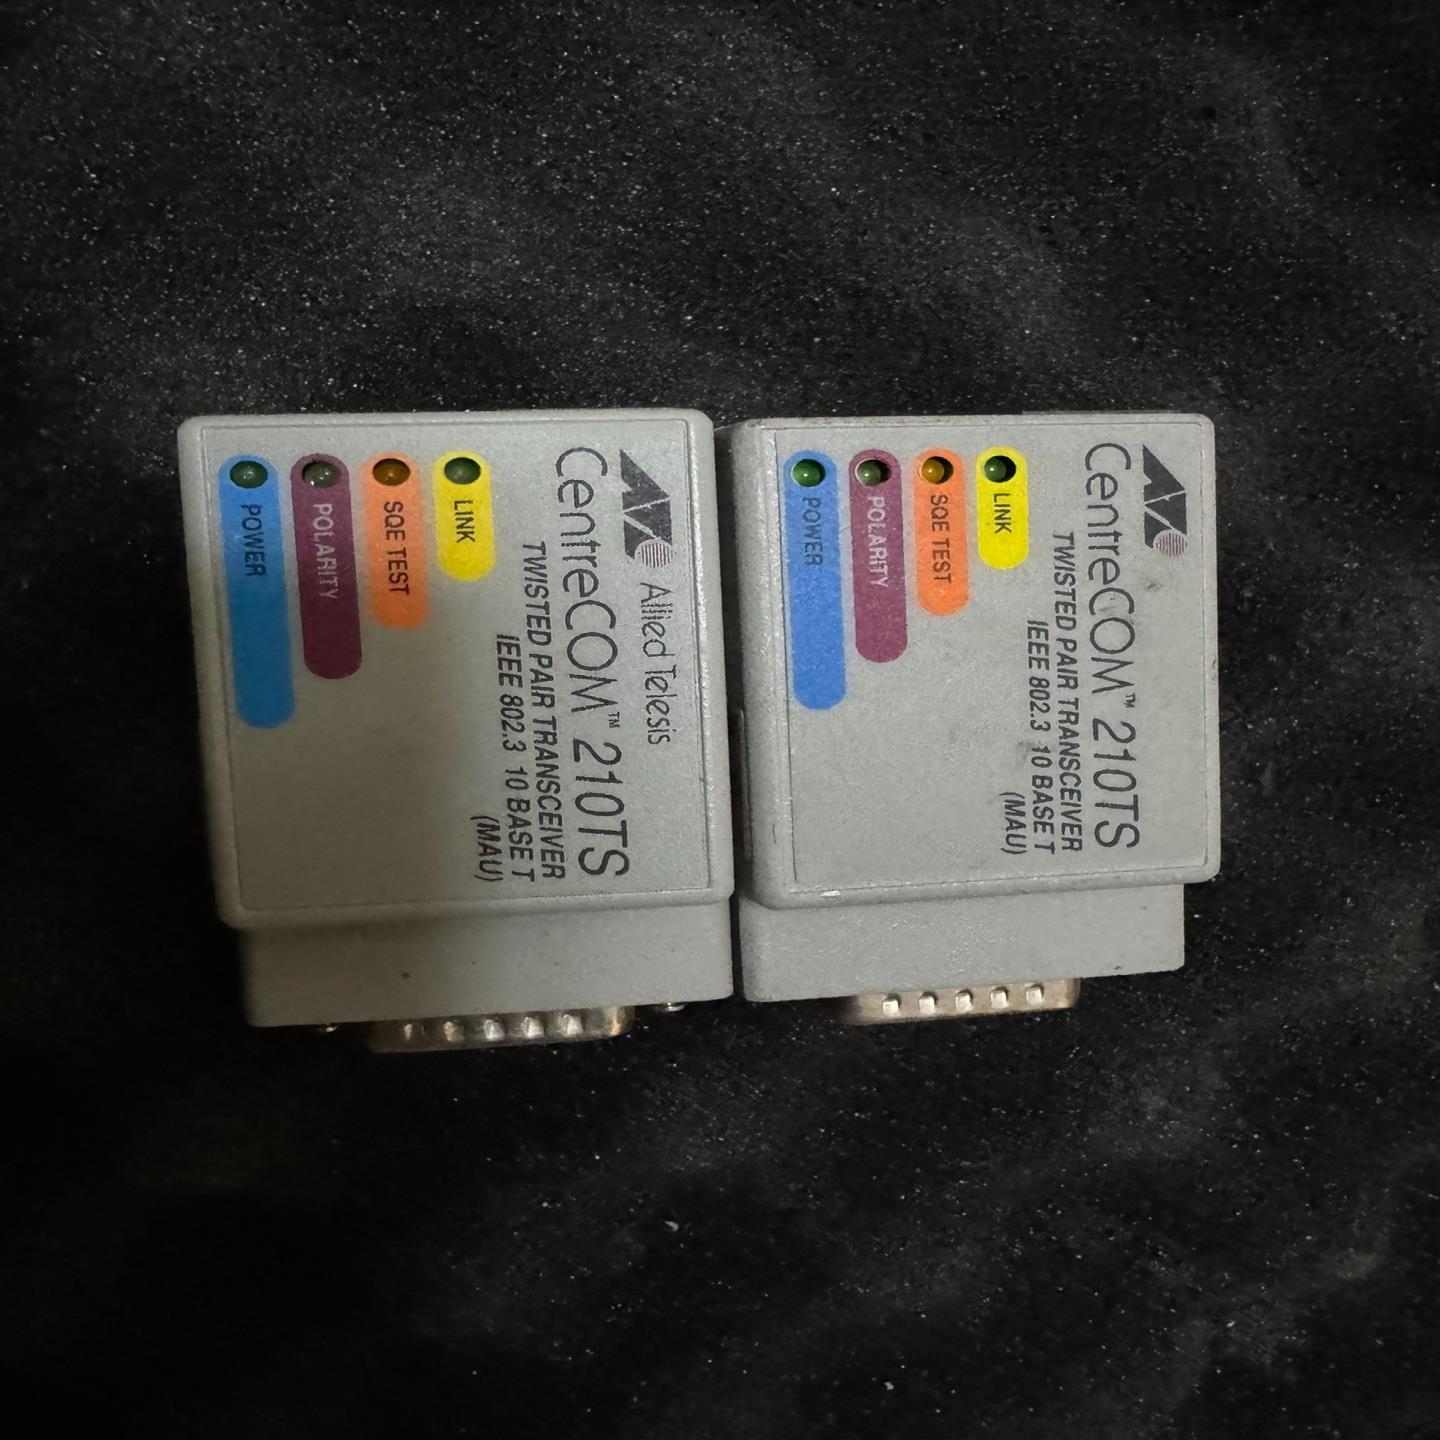 Allied Telesis
CentreCOM™ 210TS
TWISTED PAIR TRANSCEIVER
IEEE 802.3 10 BASE T
(MAU)
LINK
SQE TEST
POLARITY
POWER
CentreCOM™ 210TS
TWISTED PAIR TRANSCEIVER
IEEE 802.3 10 BASE T
(MAU)
LINK
SQE TEST
POLARITY
POWER